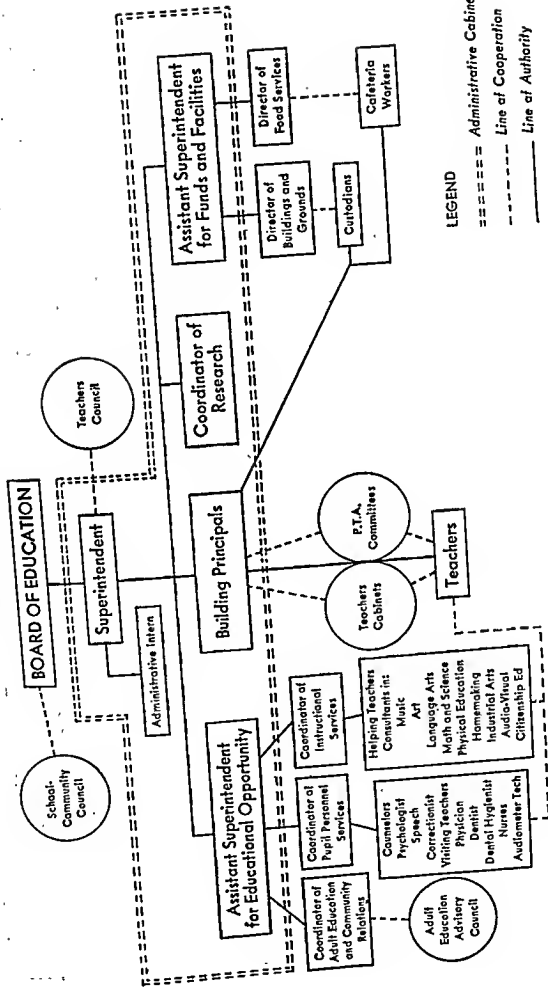 BOARD OF EDUCATION
School-
Community
Council
Teachers
Council
Superintendent
Administrative Intern
Assistant Superintendent
for Educational Opportunity
Building Principals
Coordinator of
Research
Assistant Superintendent
for Funds and Facilities
Coordinator of
Adult Education
and Community
Relations
Coordinator of
Pupil Personnel
Services
Coordinator of
Instructional
Services
Director of
Buildings and
Grounds
Director of
Food Services
Adult
Education
Advisory
Council
Counselors
Psychologist
Speech
Correctionist
Visiting Teachers
Physician
Dentist
Dental Hygienist
Nurses
Audiometer Tech
Helping Teachers
Consultants in:
Music
Art
Language Arts
Math and Science
Physical Education
Homemaking
Industrial Arts
Audio-Visual
Citizenship Ed
Teachers
Cabinets
P.T.A.
Committees
Teachers
Custodians
Cafeteria
Workers
LEGEND
Administrative Cabine
Line of Cooperation
Line of Authority